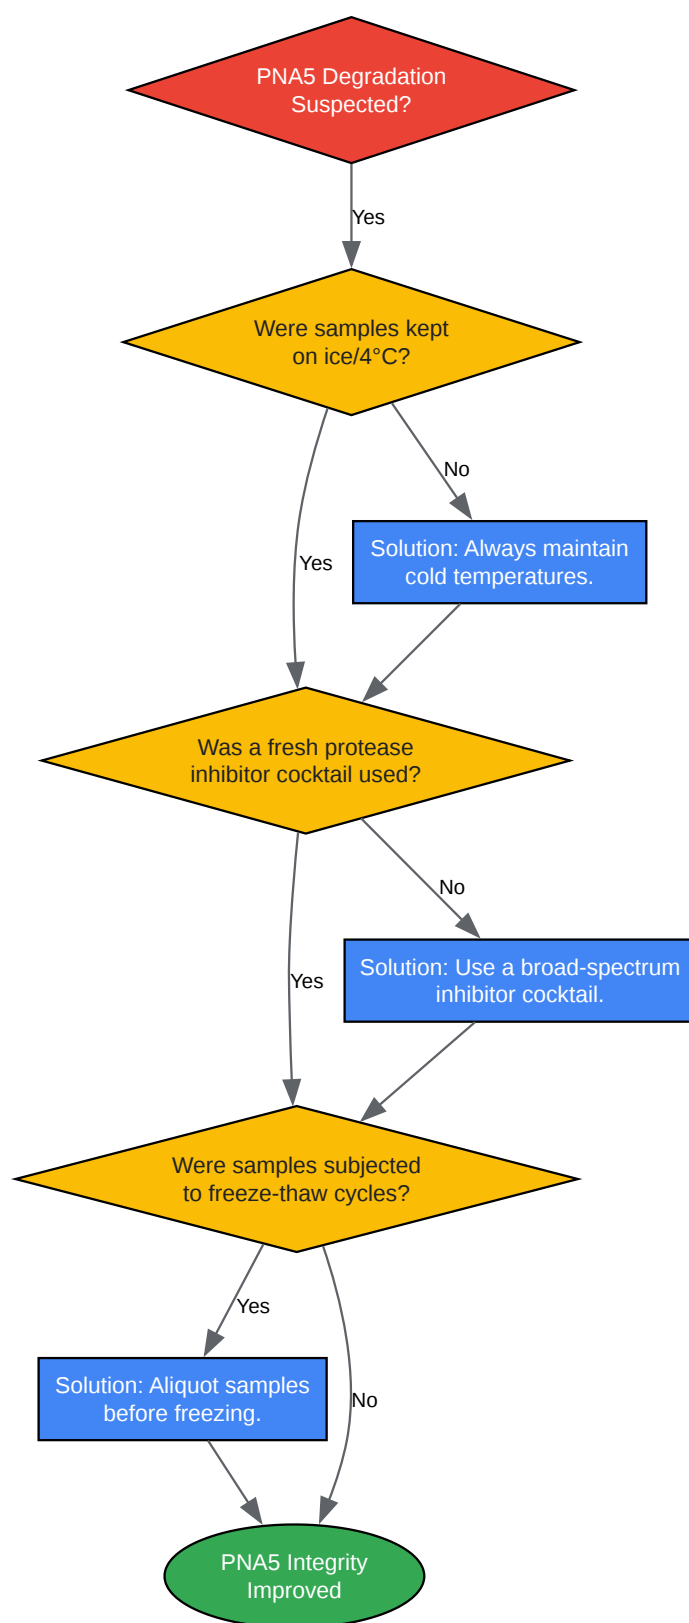 PNA5 Degradation
Suspected?
Yes
Were samples kept
on ice/4°C?
No
Solution: Always maintain
cold temperatures.
Yes
Was a fresh protease
inhibitor cocktail used?
No
Solution: Use a broad-spectrum
inhibitor cocktail.
Yes
Were samples subjected
to freeze-thaw cycles?
Yes
Solution: Aliquot samples
before freezing.
No
PNA5 Integrity
Improved